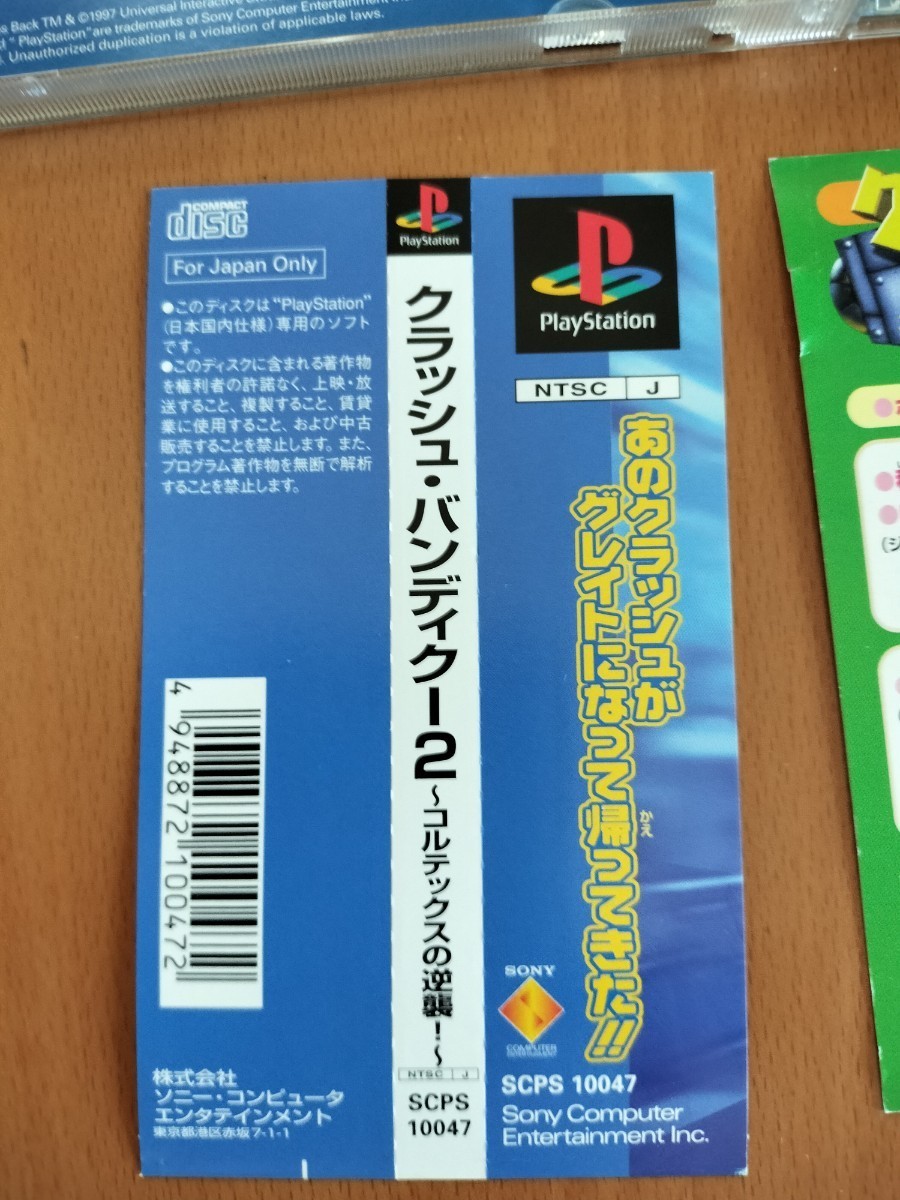 s Back TM & ©1997 Universal Interactive
" PlayStation" are trademarks of Sony Computer Entertainment
Unauthorized duplication is a violation of applicable laws.
COMPACT
disc
For Japan Only
●このディスクは"PlayStation"
(日本国内仕様)専用のソフト
です。
●このディスクに含まれる著作物
を権利者の許諾なく、上映・放
送すること、複製すること、賃貸
業に使用すること、および中古
販売することを禁止します。また、
プログラム著作物を無断で解析
することを禁止します。
4 948872 100472
株式会社
ソニー・コンピュータ
エンタテインメント
東京都港区赤坂7-1-1
PlayStation
クラッシュ・バンディクー2～コルテックスの逆襲!～
NTSC J
SCPS
10047
PlayStation
NTSC J
あのクラッシュが
グレイトになって帰ってきた!!
かえ
SONY
COMPUTER
ENTERTAINMENT
SCPS 10047
Sony Computer
Entertainment Inc.